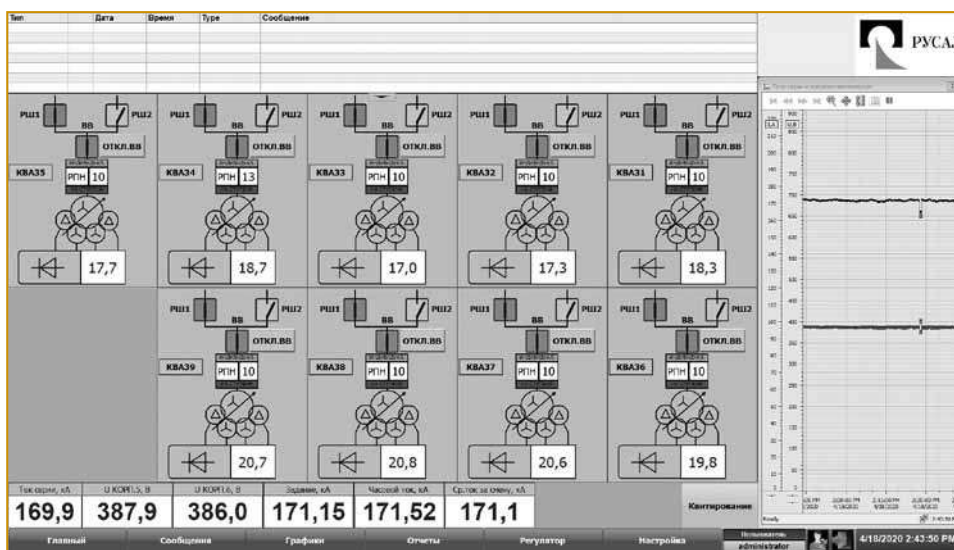 Тип Дата Время Type Сообщение
РУСАЛ
РШ1 РШ2 РШ1 РШ2 РШ1 РШ2 РШ1 РШ2 РШ1 РШ2
ВВ ВВ ВВ ВВ ВВ
ОТКЛ.ВВ ОТКЛ.ВВ ОТКЛ.ВВ ОТКЛ.ВВ ОТКЛ.ВВ
КВА35 РПН 10 КВА34 РПН 13 КВА33 РПН 10 КВА32 РПН 10 КВА31 РПН 10
17,7 18,7 17,0 17,3 18,3
РШ1 РШ2 РШ1 РШ2 РШ1 РШ2 РШ1 РШ2
ВВ ВВ ВВ ВВ
ОТКЛ.ВВ ОТКЛ.ВВ ОТКЛ.ВВ ОТКЛ.ВВ
КВА39 РПН 10 КВА38 РПН 10 КВА37 РПН 10 КВА36 РПН 10
20,7 20,8 20,6 19,8
Ток серии, кА U КОРП.5, В U КОРП.6, В Задание, кА Часовой ток, кА Ср.ток за смену, кА
169,9 387,9 386,0 171,15 171,52 171,1
Квитирование
Ready
Главный Сообщения Графики Отчеты Регулятор Настройка
Пользователь
administrator
4/18/2020 2:43:50 PM